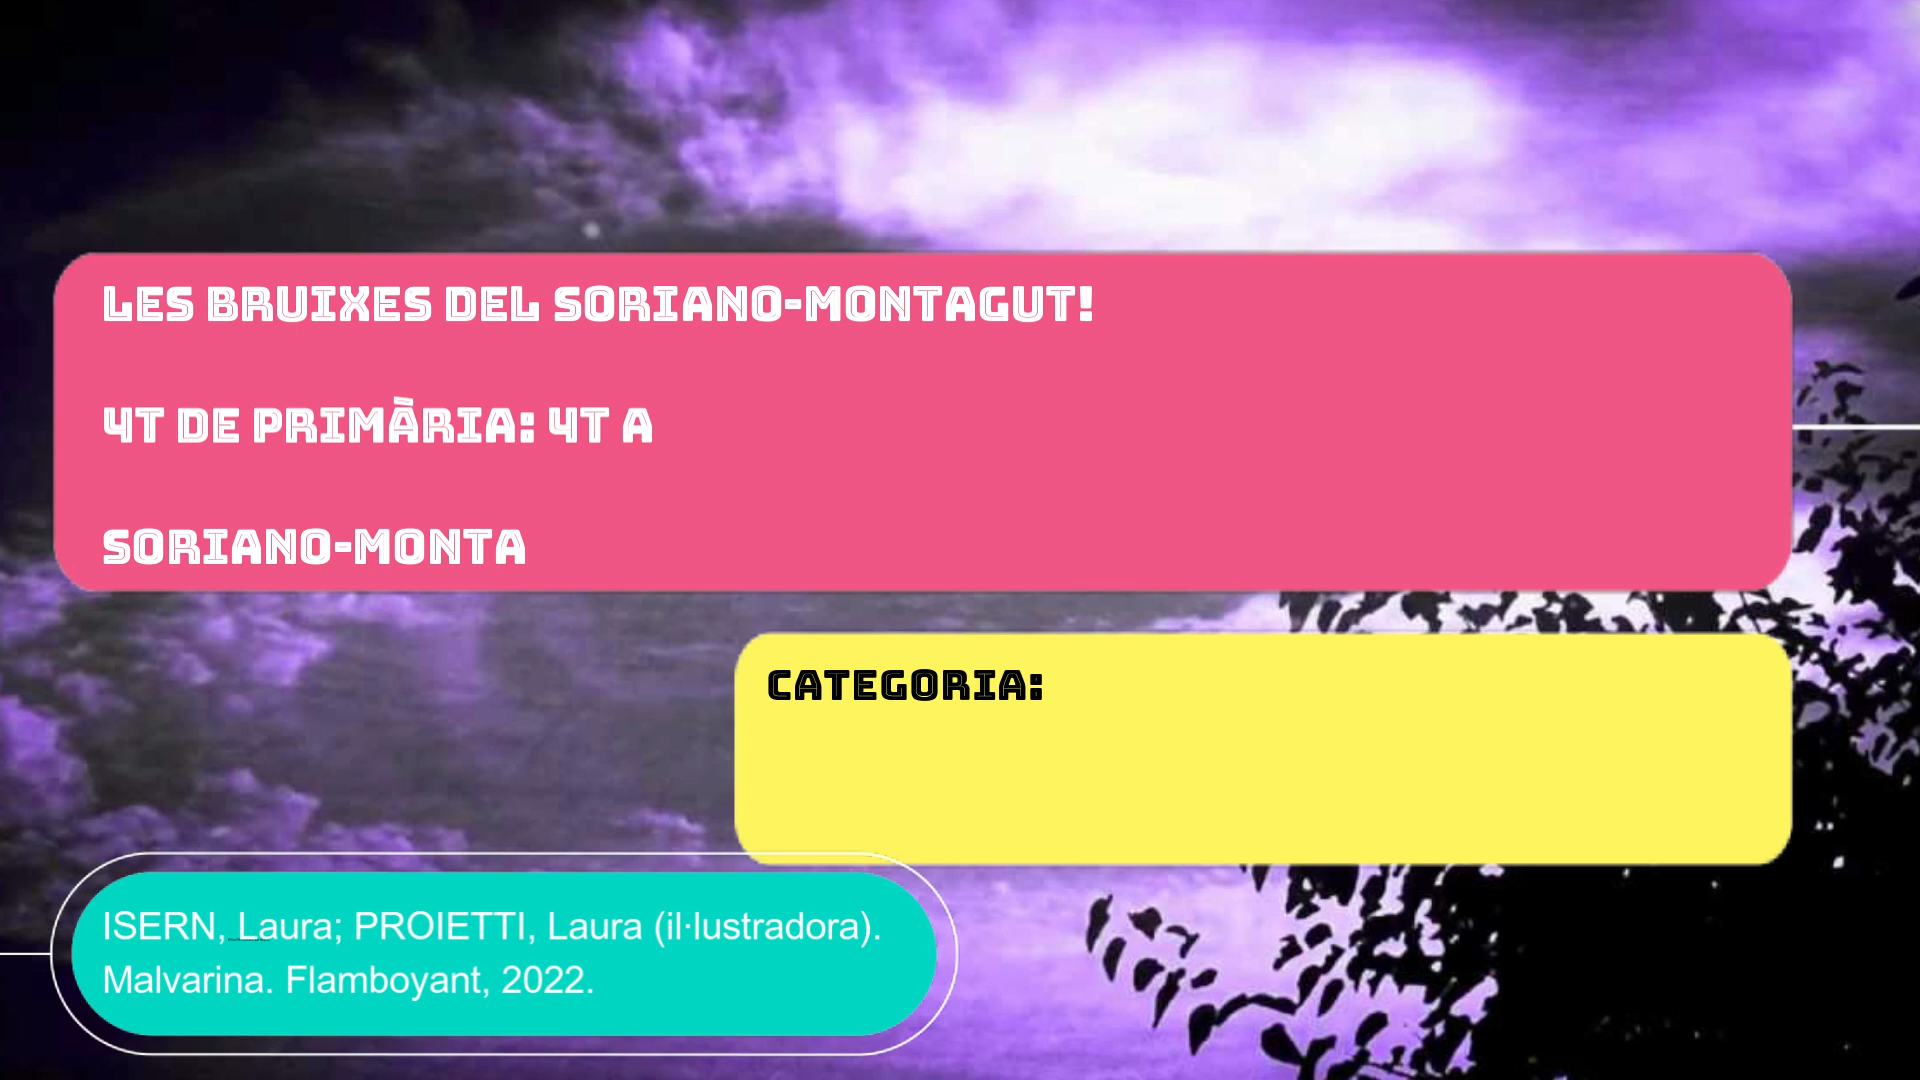 LES BRUIXES DEL SORIANO-MONTAGUT!
4T DE PRIMÀRIA: 4T A
SORIANO-MONTA
CATEGORIA:
ISERN, Laura; PROIETTI, Laura (il·lustradora).
Malvarina. Flamboyant, 2022.